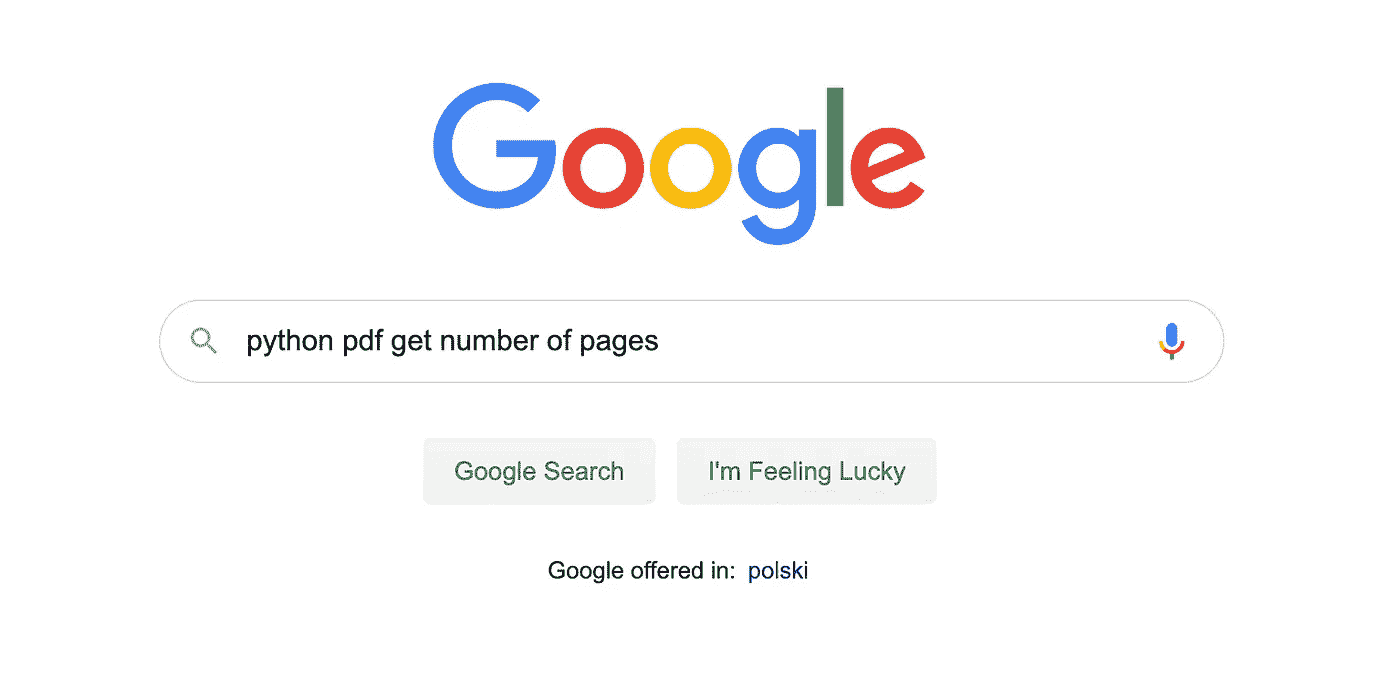 Google
python pdf get number of pages
Google Search
I'm Feeling Lucky
Google offered in: polski